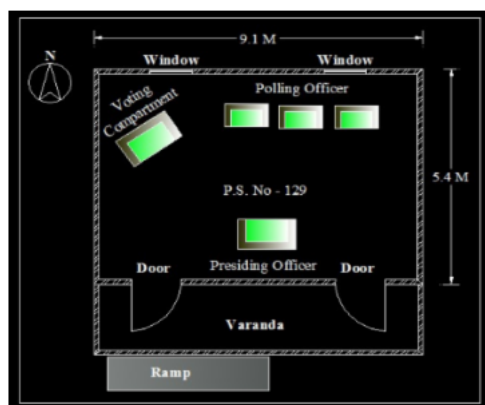 9.1 M
N
Window
Window
Voting
Compartment
Polling Officer
5.4 M
P.S. No - 129
Door
Presiding Officer
Door
Varanda
Ramp